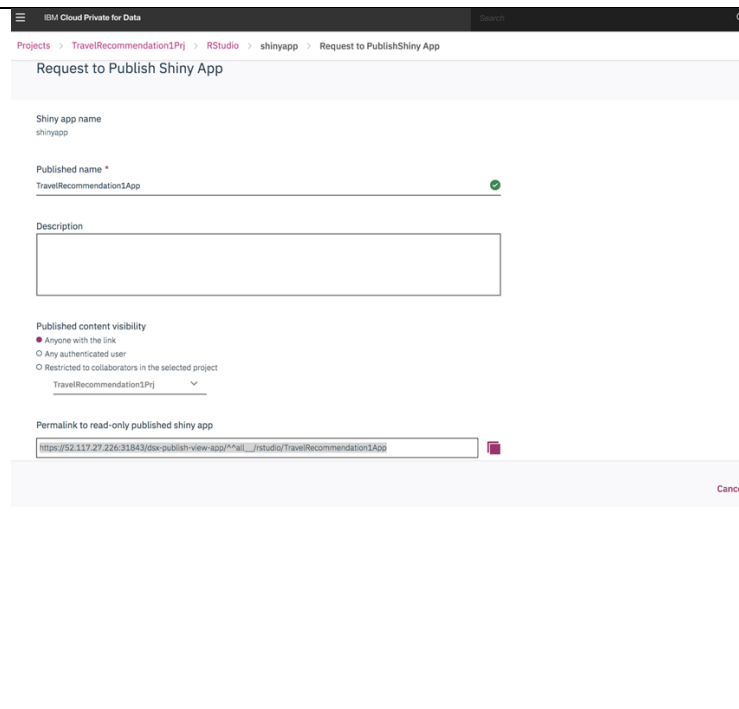 IBM Cloud Private for Data
Search
Projects > TravelRecommendation1Prj > RStudio > shinyapp > Request to PublishShiny App
Request to Publish Shiny App
Shiny app name
shinyapp
Published name *
TravelRecommendation1App
Description
Published content visibility
Anyone with the link
Any authenticated user
Restricted to collaborators in the selected project
TravelRecommendation1Prj
Permalink to read-only published shiny app
https://52.117.27.226:31843/dsx-publish-view-app/^^all__/rstudio/TravelRecommendation1App